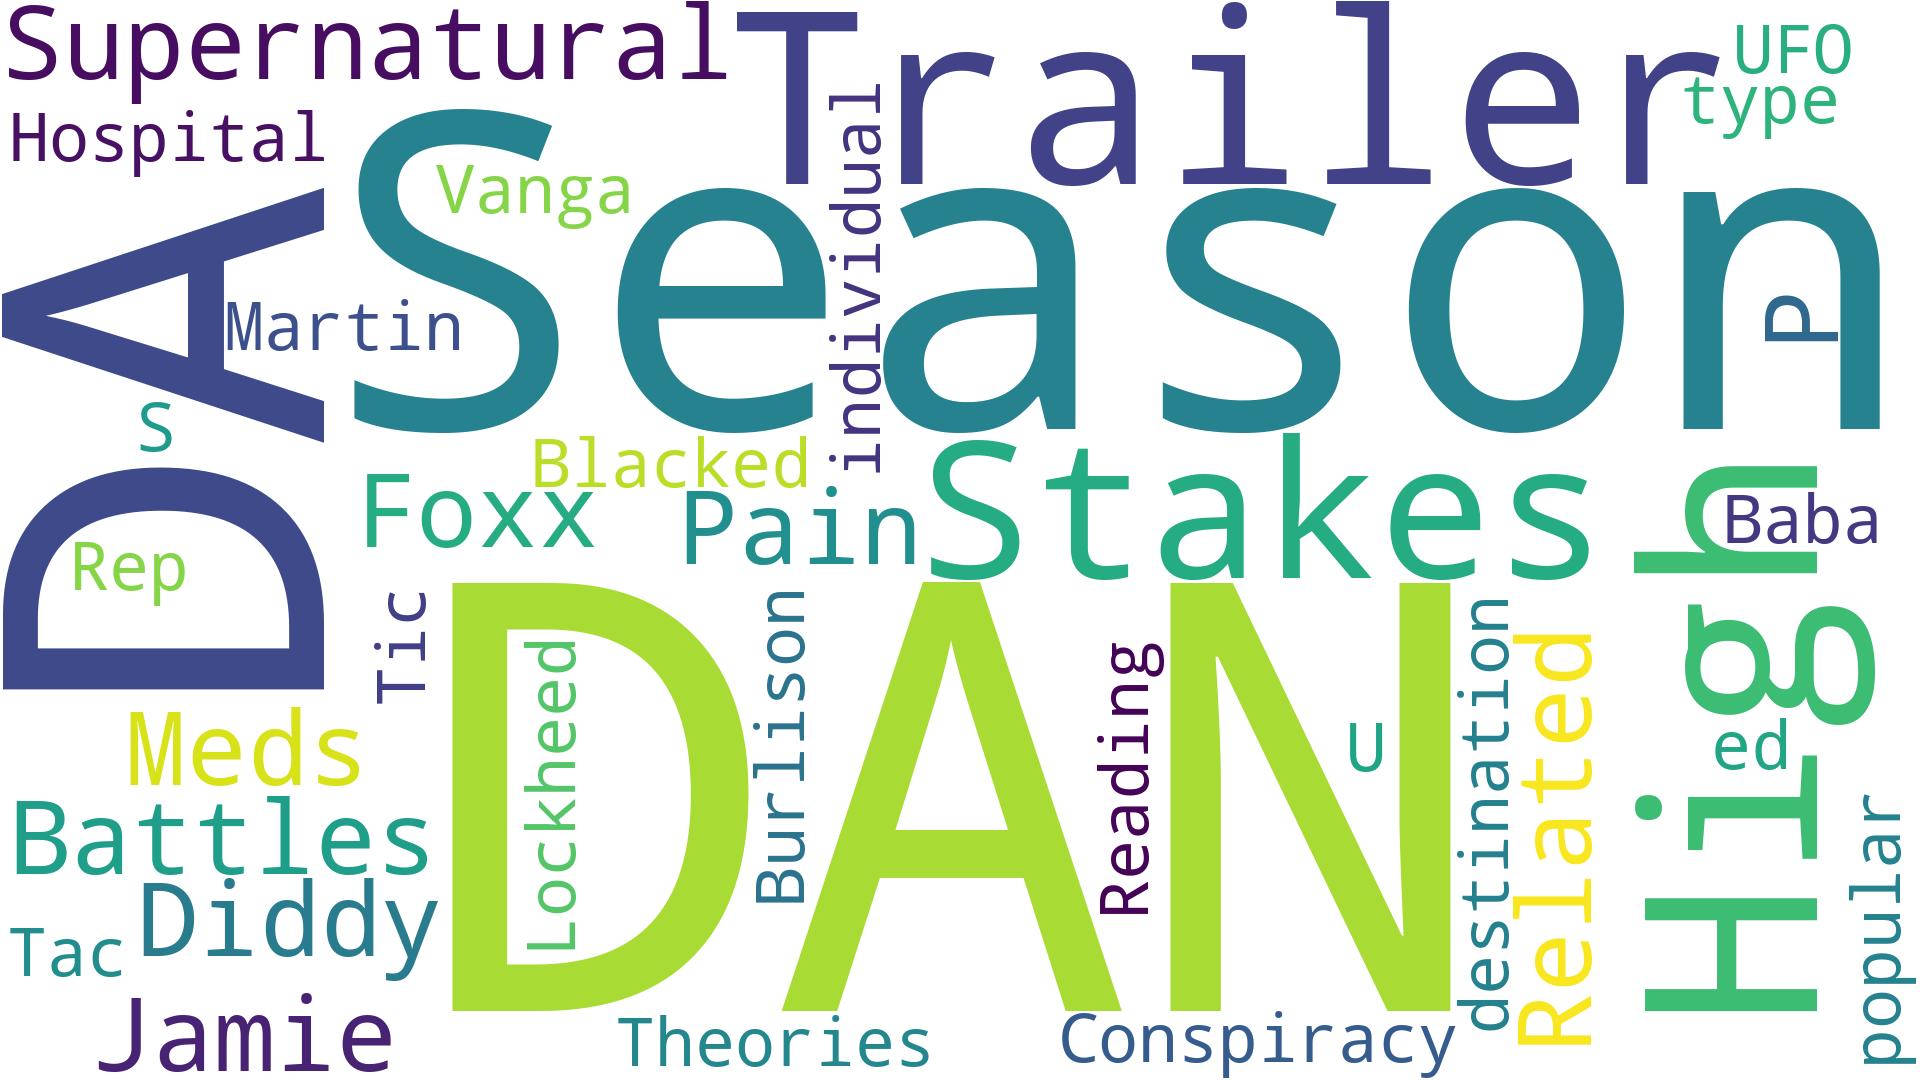 Supernatural
Trailer
UFO
type
Hospital
Season
Vanga
individual
DA
Martin
P
S
Blacked
Foxx
Pain
Stakes
High
Baba
Rep
Tic
DAN
Lockheed
Burlison
Reading
U
destination
Related
ed
Meds
Battles
popular
Diddy
Tac
Jamie
Theories
Conspiracy